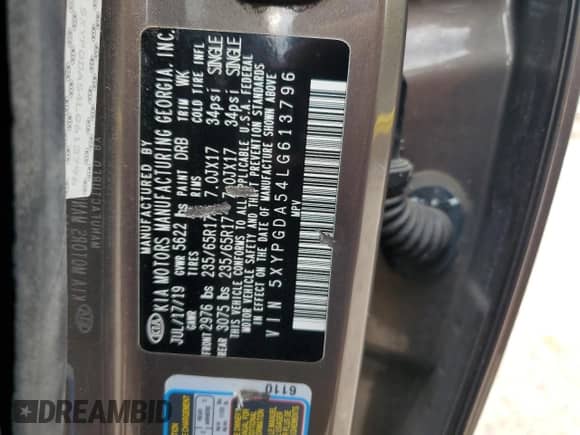 MANUFACTURED BY
KIA MOTORS MANUFACTURING GEORGIA, INC.
JUL/17/19 GVWR 5622 lbs PAINT DBB TRIM WK
GAWR TIRES RIMS COLD TIRE INFL
FRONT 2976 lbs 235/65R17 7.0JX17 34psi SINGLE
REAR 3075 lbs 235/65R17 7.0JX17 34psi SINGLE
THIS VEHICLE CONFORMS TO ALL APPLICABLE U.S.A. FEDERAL
MOTOR VEHICLE SAFETY, BUMPER, AND THEFT PREVENTION STANDARDS
IN EFFECT ON THE DATE OF MANUFACTURE SHOWN ABOVE
VIN 5XYPGDA54LG613796
MPV
KIA
6110
DREAMBID